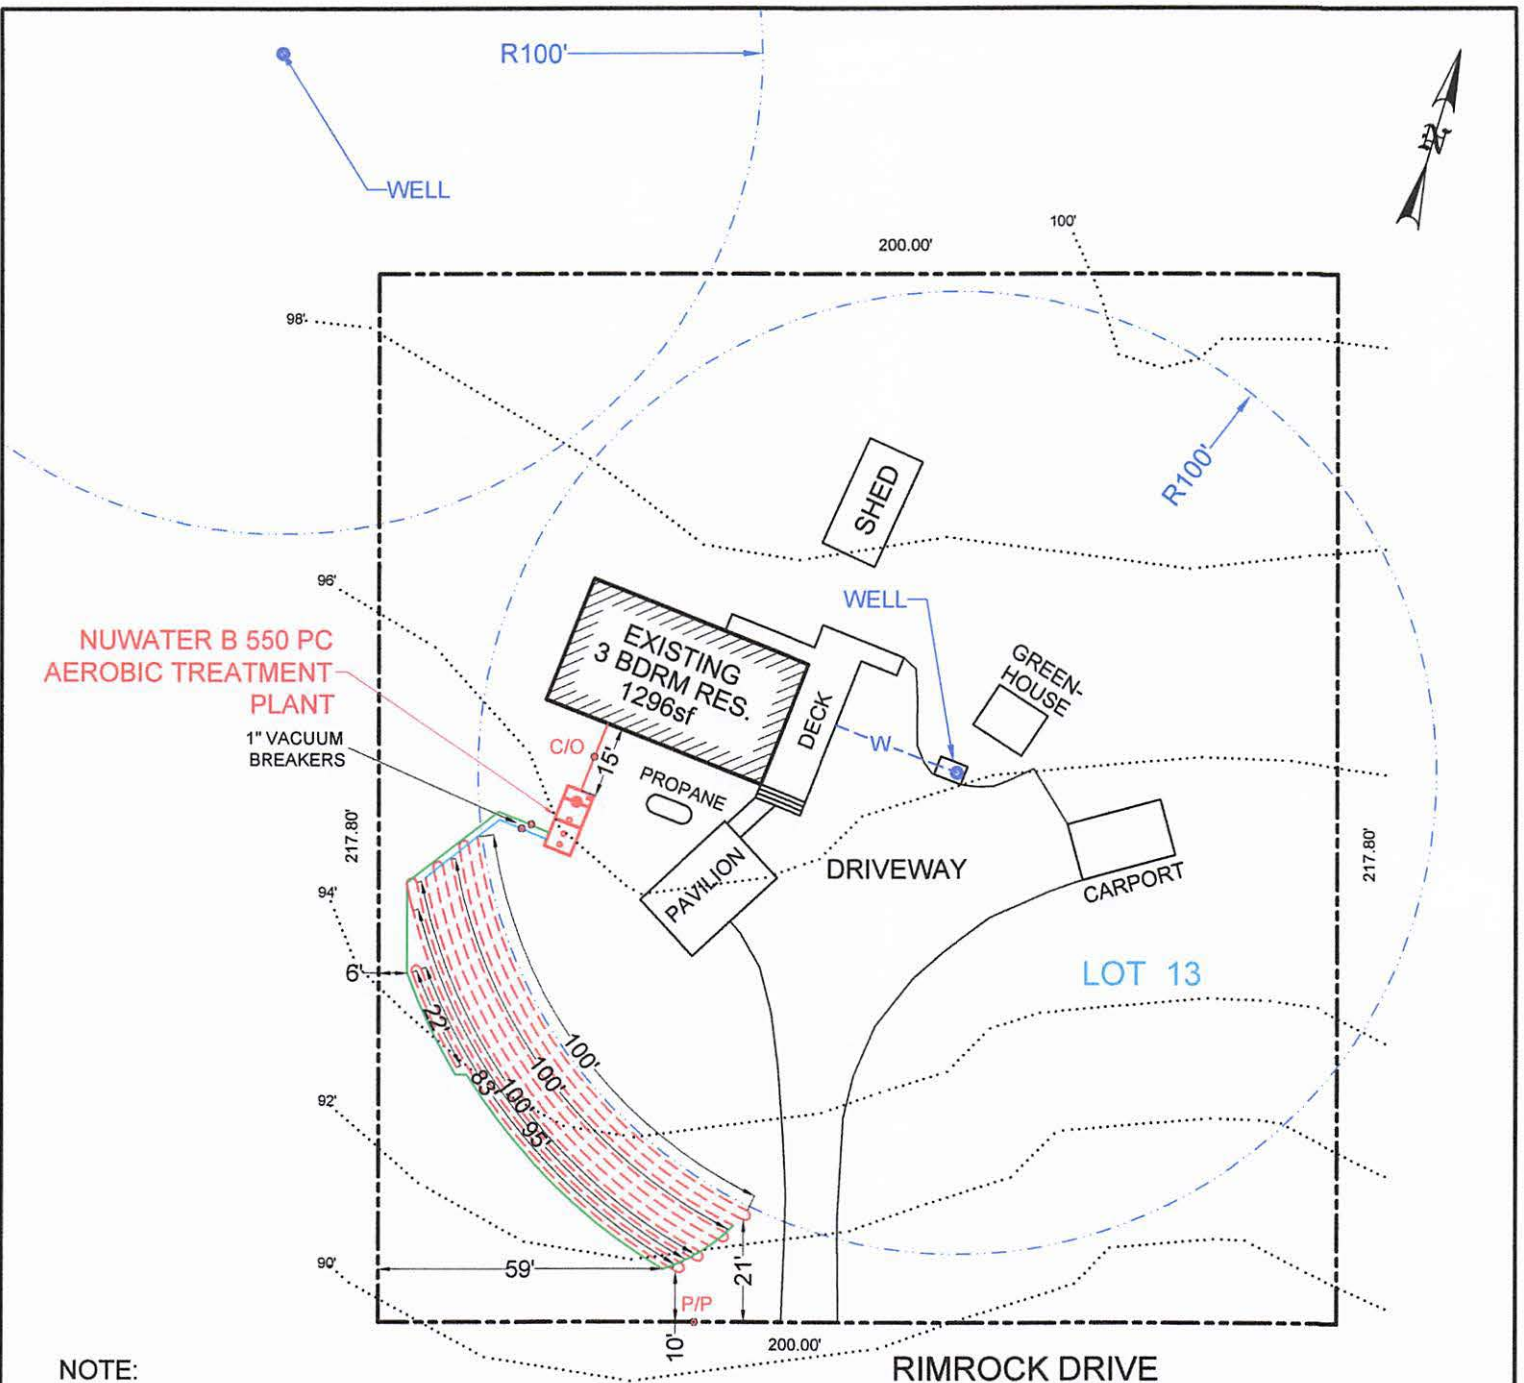 R100'
WELL
N
100'
200.00'
98'
R100'
SHED
96'
WELL
NUWATER B 550 PC
AEROBIC TREATMENT
PLANT
EXISTING
3 BDRM RES.
1296sf
GREEN-
HOUSE
DECK
1" VACUUM
BREAKERS
C/O
15'
W
PROPANE
217.80'
PAVILION
DRIVEWAY
CARPORT
217.80'
94'
6'
LOT 13
22'
100'
100'
83'
100'
95'
92'
90'
59'
21'
P/P
10'
200.00'
NOTE:
RIMROCK DRIVE